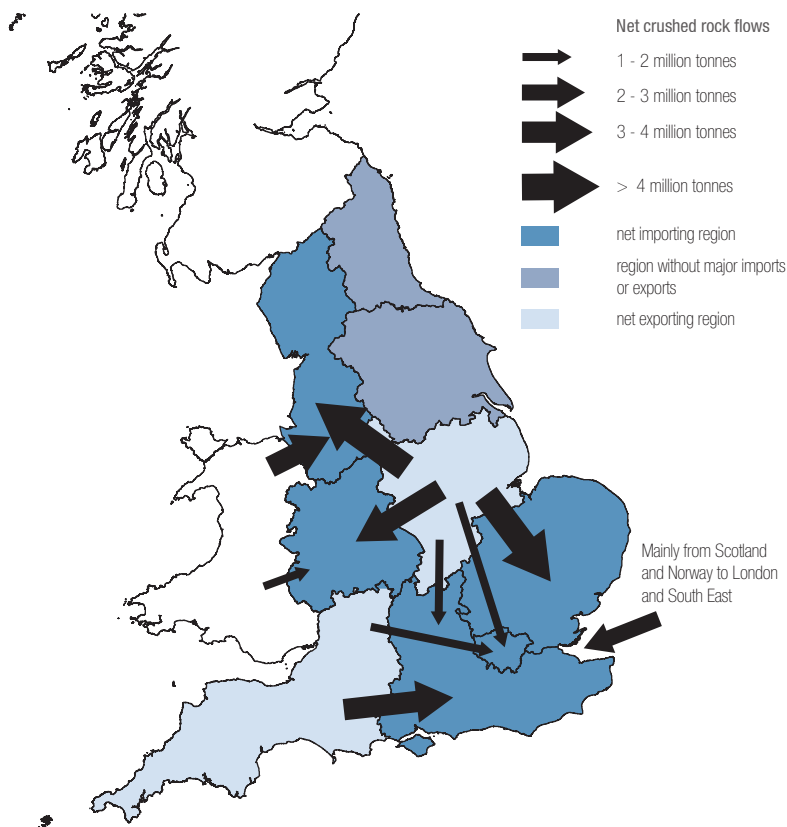 Net crushed rock flows
1 - 2 million tonnes
2 - 3 million tonnes
3 - 4 million tonnes
> 4 million tonnes
net importing region
region without major imports
or exports
net exporting region
Mainly from Scotland
and Norway to London
and South East